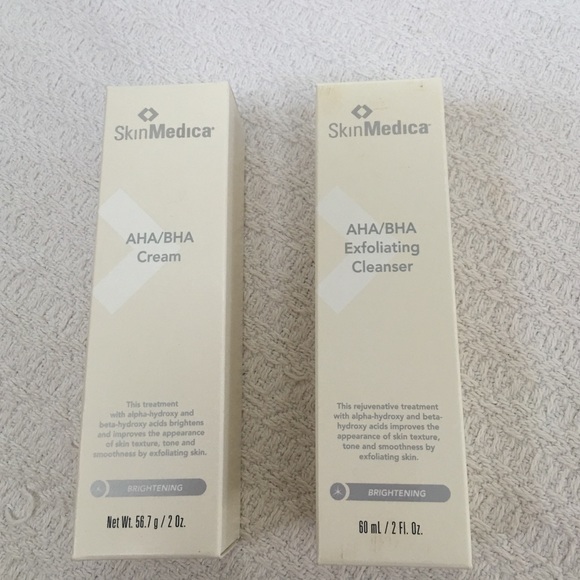 SkinMedica®
AHA/BHA
Cream
This treatment
with alpha-hydroxy and
beta-hydroxy acids brightens
and improves the appearance
of skin texture, tone and
smoothness by exfoliating skin.
BRIGHTENING
Net Wt. 56.7 g / 2 Oz.
SkinMedica®
AHA/BHA
Exfoliating
Cleanser
This rejuvenative treatment
with alpha-hydroxy and beta-
hydroxy acids improves the
appearance of skin texture,
tone and smoothness by
exfoliating skin.
BRIGHTENING
60 mL / 2 Fl. Oz.